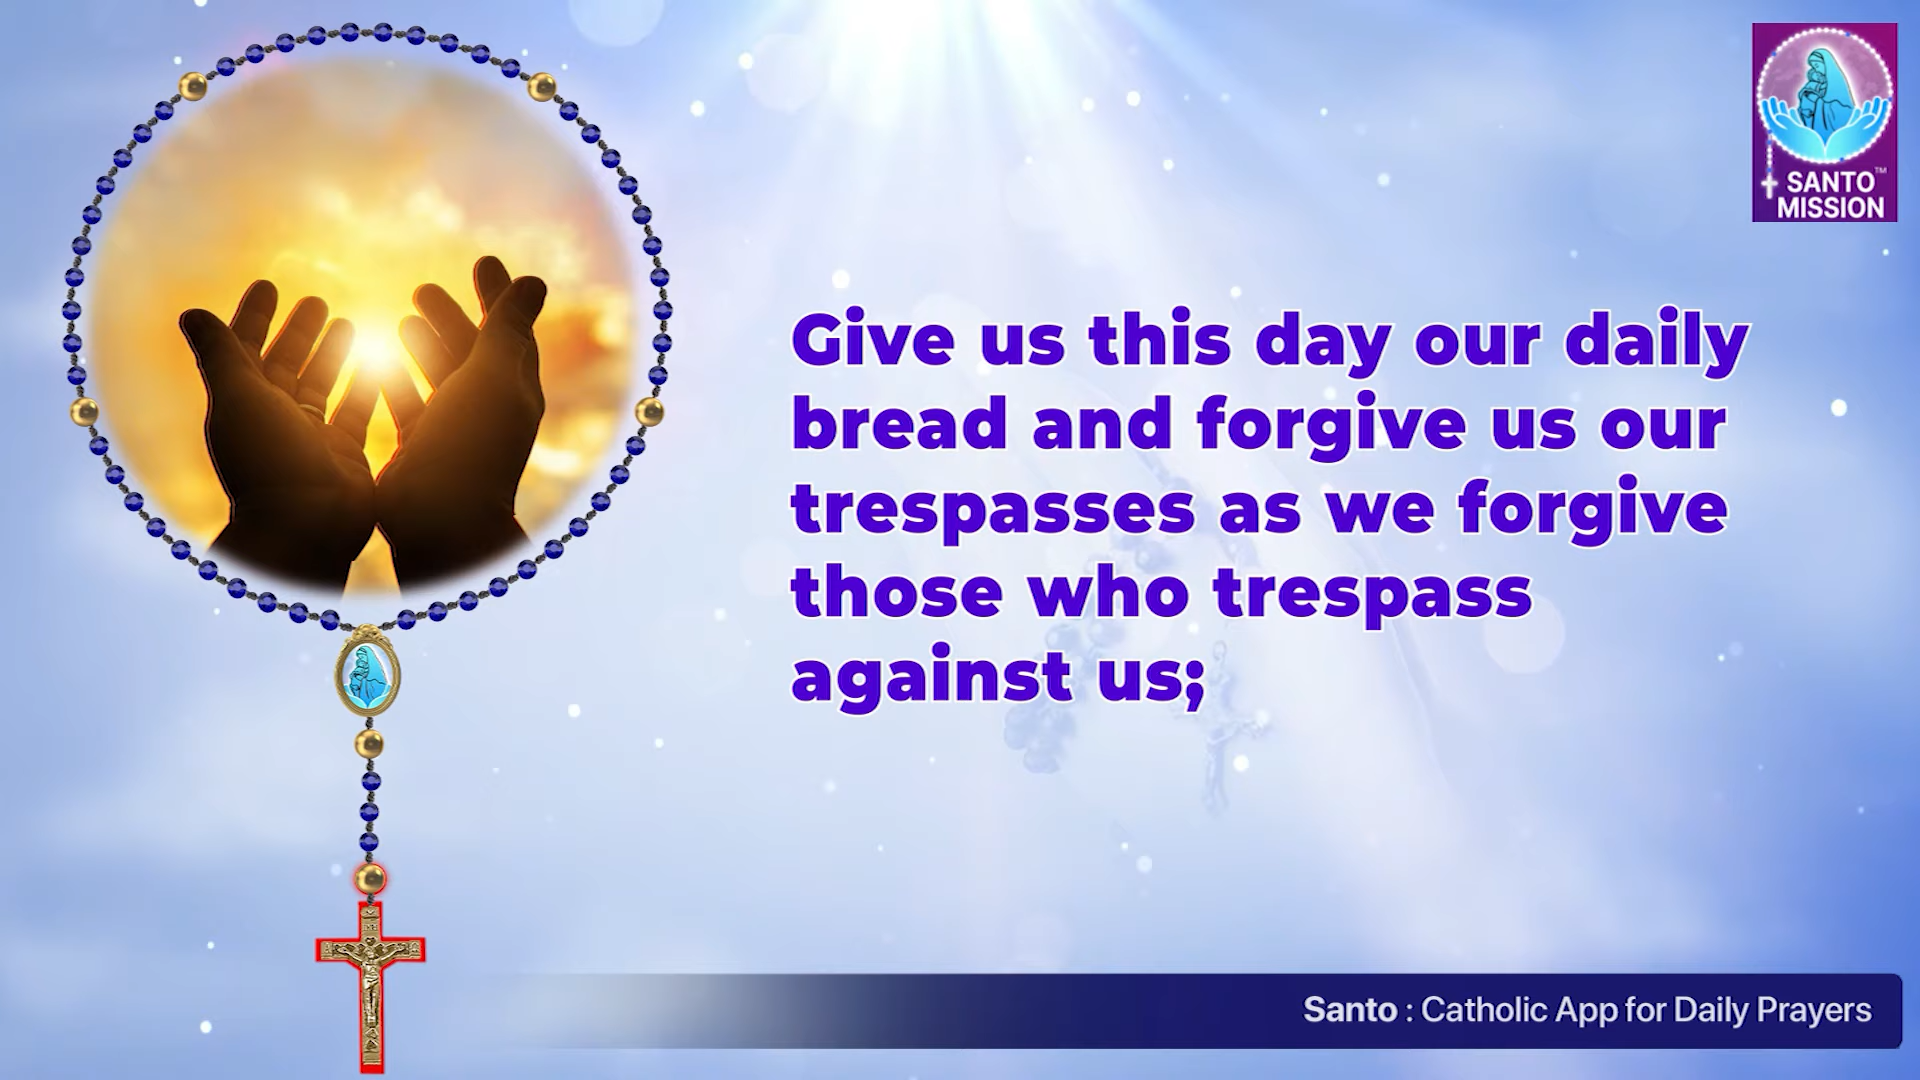 SANTO™
MISSION
Give us this day our daily
bread and forgive us our
trespasses as we forgive
those who trespass
against us;
Santo : Catholic App for Daily Prayers